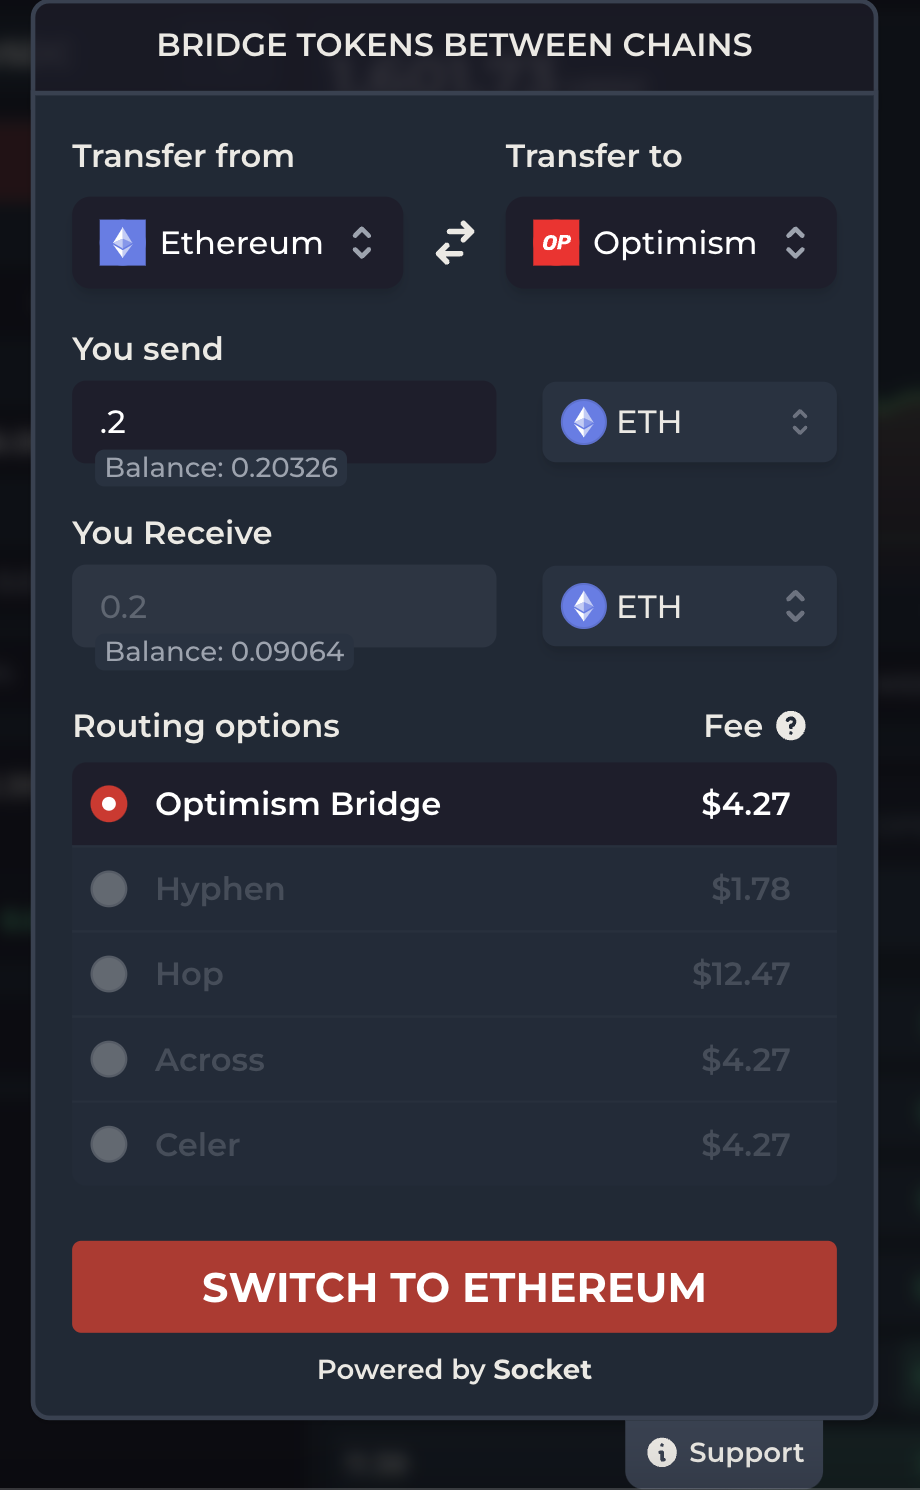 BRIDGE TOKENS BETWEEN CHAINS
Transfer from
Transfer to
Ethereum
OP Optimism
You send
.2
ETH
Balance: 0.20326
You Receive
0.2
ETH
Balance: 0.09064
Routing options
Fee ?
Optimism Bridge $4.27
Hyphen $1.78
Hop $12.47
Across $4.27
Celer $4.27
SWITCH TO ETHEREUM
Powered by Socket
i Support